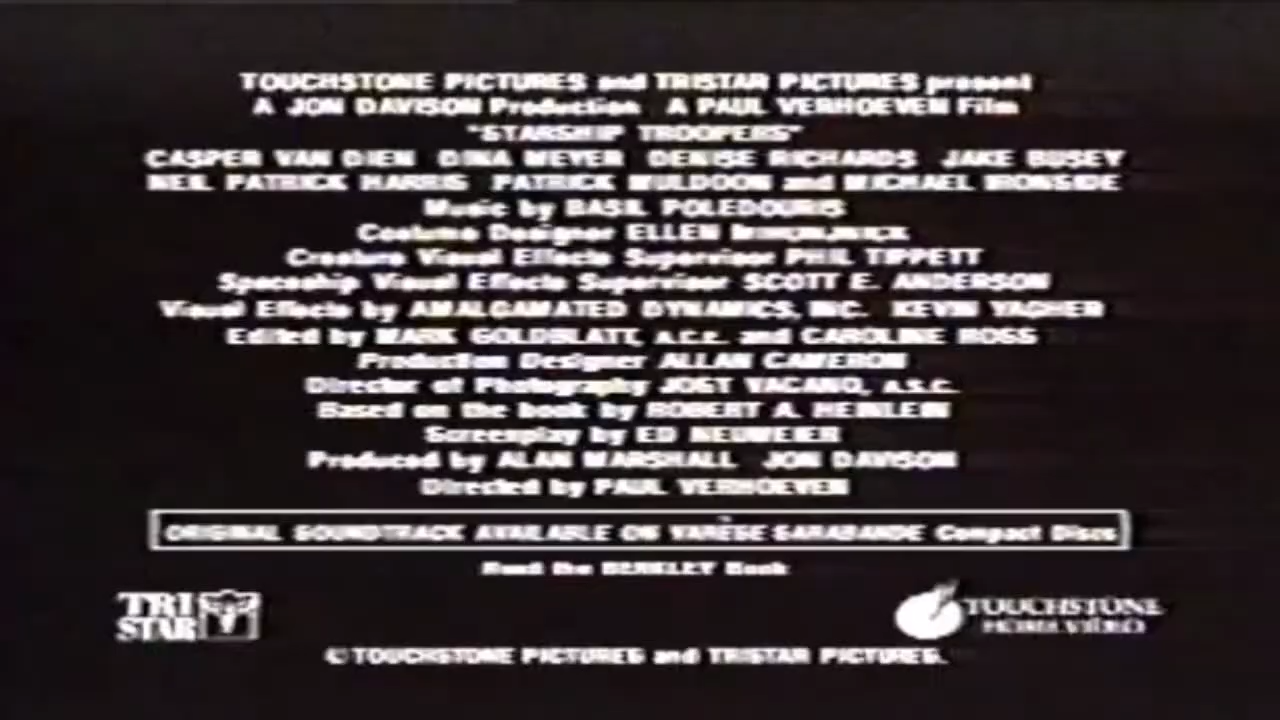 TOUCHSTONE PICTURES and TRISTAR PICTURES present
A JON DAVISON Production A PAUL VERHOEVEN Film
"STARSHIP TROOPERS"
CASPER VAN DIEN DINA MEYER DENISE RICHARDS JAKE BUSEY
NEIL PATRICK HARRIS PATRICK MULDOON and MICHAEL IRONSIDE
Music by BASIL POLEDOURIS
Costume Designer ELLEN
Creature Visual Effects Supervisor PHIL TIPPETT
Spaceship Visual Effects Supervisor SCOTT E. ANDERSON
Visual Effects by AMALGAMATED DYNAMICS, INC. KEVIN YAGHER
Edited by MARK GOLDBLATT, A.C.E. and CAROLINE ROSS
Production Designer ALLAN CAMERON
Director of Photography JOST VACANO, A.S.C.
Based on the book by ROBERT A. HEINLEIN
Screenplay by ED NEUMEIER
Produced by ALAN MARSHALL JON DAVISON
Directed by PAUL VERHOEVEN
ORIGINAL SOUNDTRACK AVAILABLE ON VARÈSE SARABANDE Compact Discs
Read the BERKLEY Book
TRI
STAR
TOUCHSTONE
HOME VIDEO
© TOUCHSTONE PICTURES and TRISTAR PICTURES.